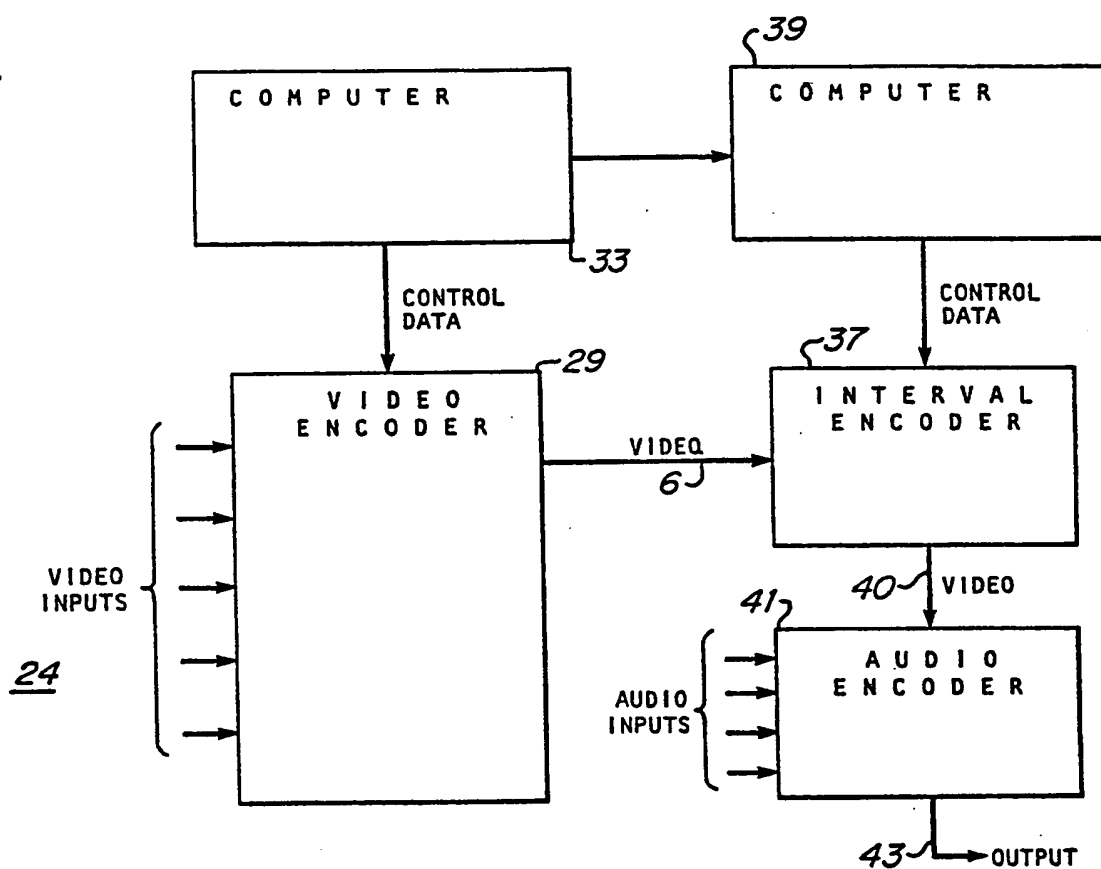 39
COMPUTER
COMPUTER
33
CONTROL
DATA
CONTROL
DATA
29
37
VIDEO
ENCODER
INTERVAL
ENCODER
VIDEO
6
VIDEO
INPUTS
40
VIDEO
41
24
AUDIO
INPUTS
AUDIO
ENCODER
43
OUTPUT